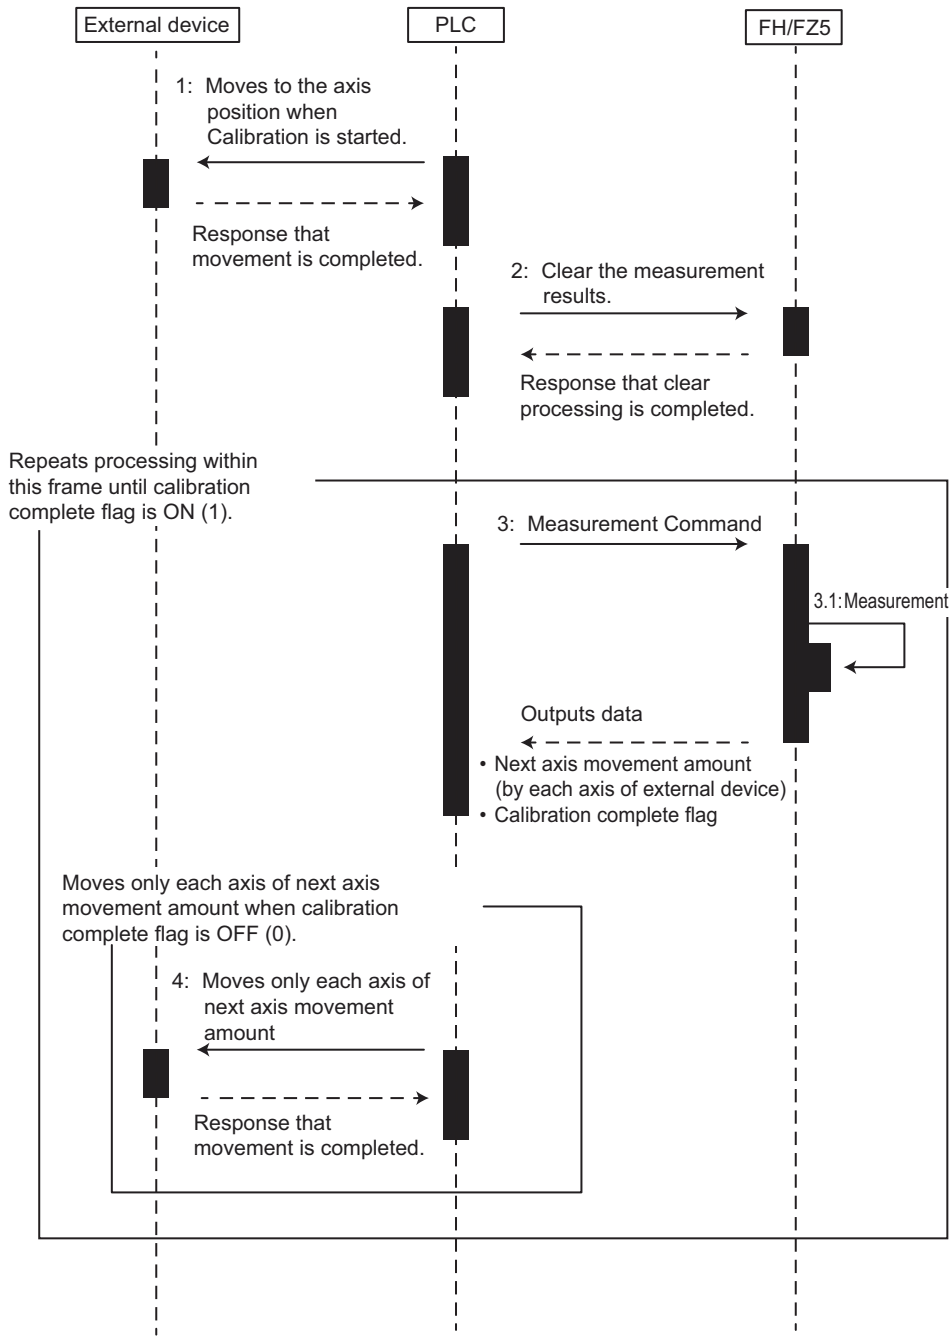 External device
PLC
FH/FZ5
1: Moves to the axis
position when
Calibration is started.
Response that
movement is completed.
2: Clear the measurement
results.
Response that clear
processing is completed.
Repeats processing within
this frame until calibration
complete flag is ON (1).
3: Measurement Command
3.1:Measurement
Outputs data
• Next axis movement amount
(by each axis of external device)
• Calibration complete flag
Moves only each axis of next axis
movement amount when calibration
complete flag is OFF (0).
4: Moves only each axis of
next axis movement
amount
Response that
movement is completed.